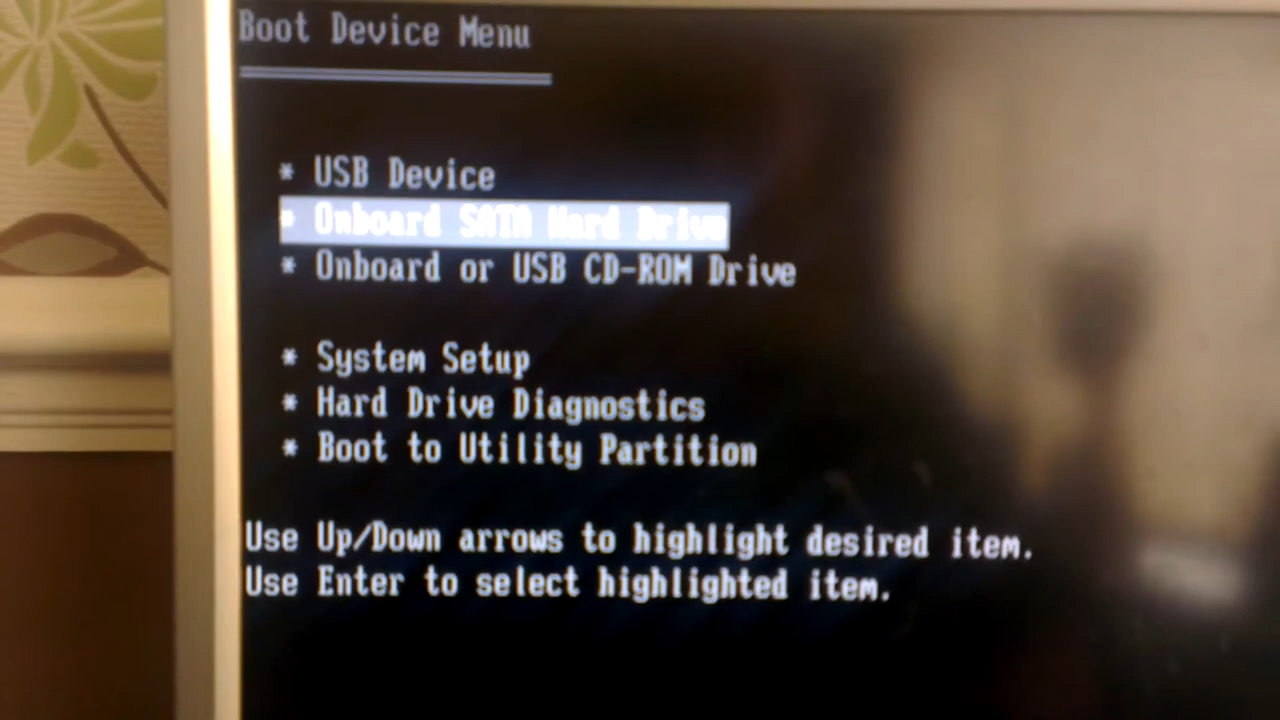 Boot Device Menu
* USB Device
* Onboard SATA Hard Drive
* Onboard or USB CD-ROM Drive
* System Setup
* Hard Drive Diagnostics
* Boot to Utility Partition
Use Up/Down arrows to highlight desired item.
Use Enter to select highlighted item.